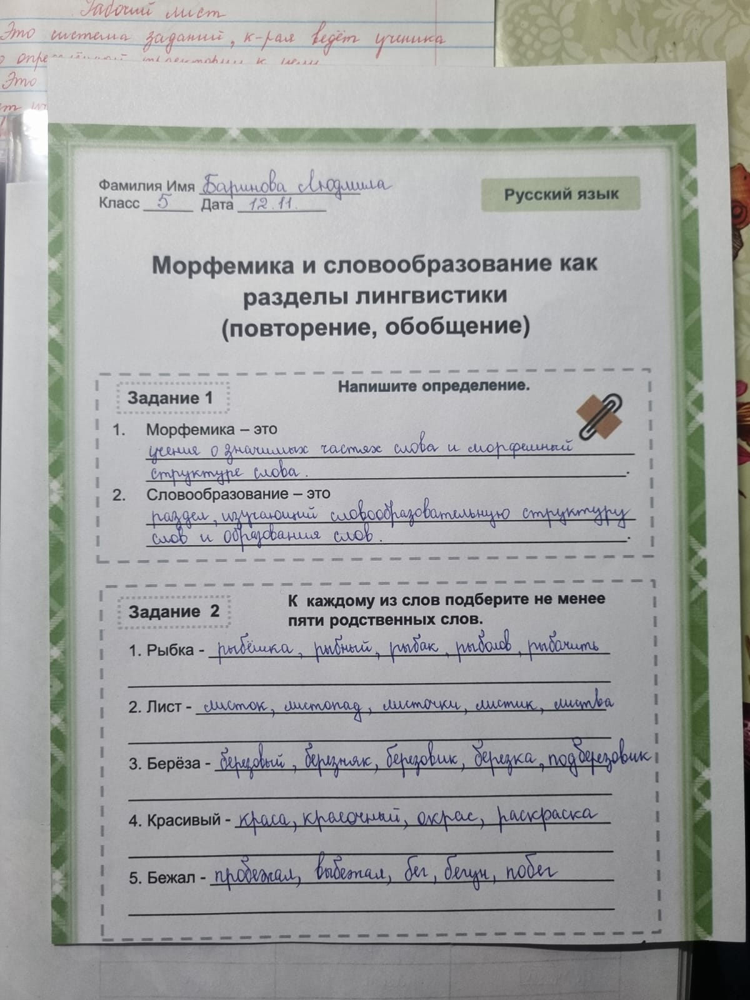 Рабочий лист
Это система заданий, к-рая ведёт ученика
Это
Фамилия Имя Баринова Людмила
Класс 5 Дата 12.11.
Русский язык
Морфемика и словообразование как
разделы лингвистики
(повторение, обобщение)
Задание 1
Напишите определение.
1. Морфемика – это
учения о значимых частях слова и морфемный
структуре слова.
2. Словообразование – это
раздел, изучающий словообразовательную структуру
слов и образования слов.
Задание 2
К каждому из слов подберите не менее
пяти родственных слов.
1. Рыбка - рыбёшка, рыбный, рыбак, рыболов, рыбачить
2. Лист - листок, листопад, листочки, листик, листва
3. Берёза - березовый, березняк, березовик, березка, подберезовик
4. Красивый - краса, красочный, окрас, раскраска
5. Бежал - пробежал, выбежал, бег, бегун, побег